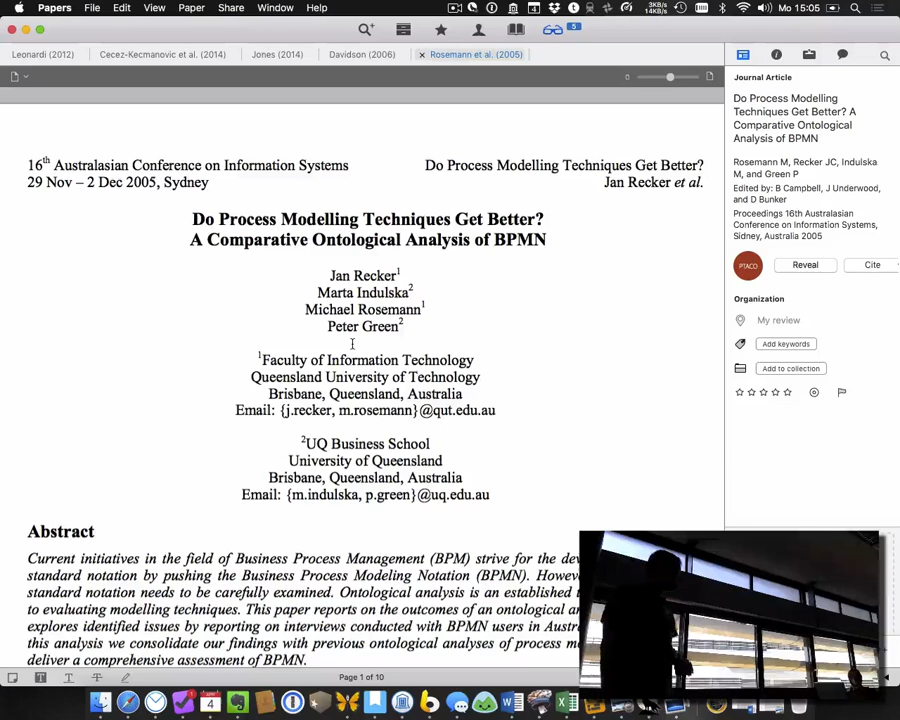 Papers File Edit View Paper Share Window Help
3KB/s
14KB/s
Mo 15:05
5
Leonardi (2012) Cecez-Kecmanovic et al. (2014) Jones (2014) Davidson (2006) × Rosemann et al. (2005)
16th Australasian Conference on Information Systems
29 Nov – 2 Dec 2005, Sydney
Do Process Modelling Techniques Get Better?
Jan Recker et al.
Do Process Modelling Techniques Get Better?
A Comparative Ontological Analysis of BPMN
Jan Recker1
Marta Indulska2
Michael Rosemann1
Peter Green2
1Faculty of Information Technology
Queensland University of Technology
Brisbane, Queensland, Australia
Email: {j.recker, m.rosemann}@qut.edu.au
2UQ Business School
University of Queensland
Brisbane, Queensland, Australia
Email: {m.indulska, p.green}@uq.edu.au
Abstract
Current initiatives in the field of Business Process Management (BPM) strive for the de
standard notation by pushing the Business Process Modeling Notation (BPMN). Howe
standard notation needs to be carefully examined. Ontological analysis is an established t
to evaluating modelling techniques. This paper reports on the outcomes of an ontological a
explores identified issues by reporting on interviews conducted with BPMN users in Austr
this analysis we consolidate our findings with previous ontological analyses of process m
deliver a comprehensive assessment of BPMN.
Page 1 of 10
Journal Article
Do Process Modelling
Techniques Get Better? A
Comparative Ontological
Analysis of BPMN
Rosemann M, Recker JC, Indulska
M, and Green P
Edited by: B Campbell, J Underwood,
and D Bunker
Proceedings 16th Australasian
Conference on Information Systems,
Sidney, Australia 2005
PTACO Reveal Cite
Organization
My review
Add keywords
Add to collection
T T T
4